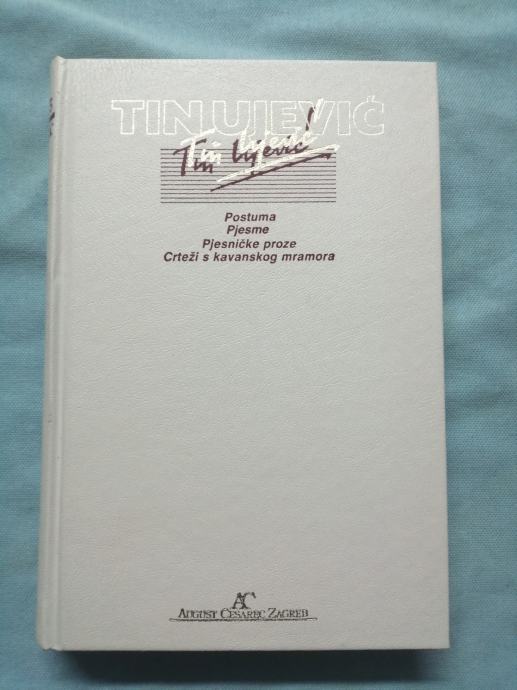 TIN UJEVIĆ
Tin Ujević
Postuma
Pjesme
Pjesničke proze
Crteži s kavanskog mramora
AC
AUGUST CESAREC ZAGREB